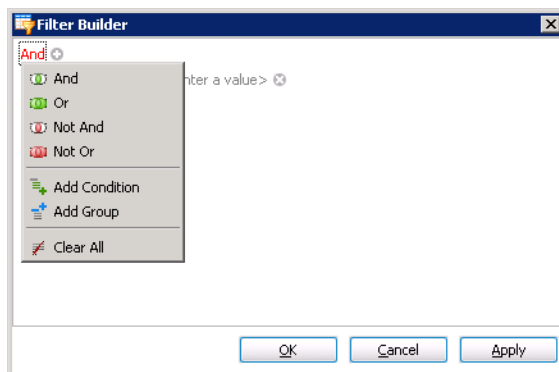 Filter Builder
And
And
enter a value>
Or
Not And
Not Or
Add Condition
Add Group
Clear All
OK Cancel Apply